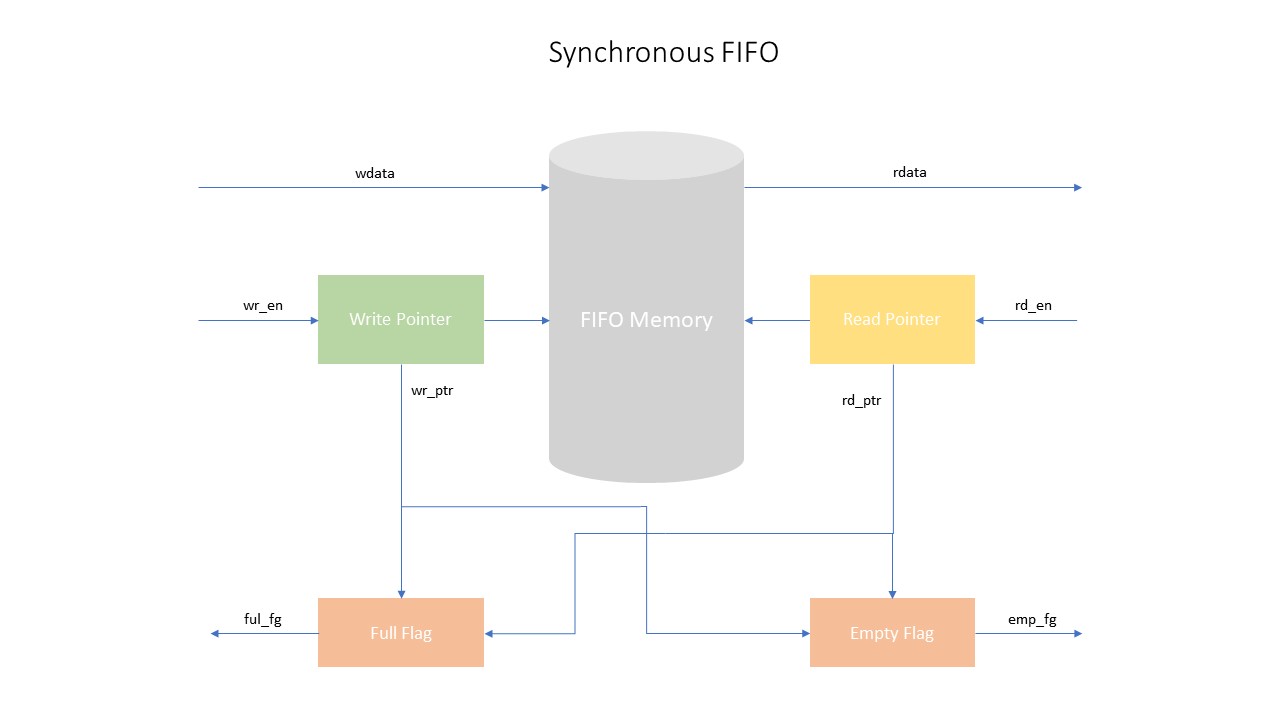 Synchronous FIFO
wdata
rdata
wr_en
Write Pointer
FIFO Memory
Read Pointer
rd_en
wr_ptr
rd_ptr
ful_fg
Full Flag
Empty Flag
emp_fg